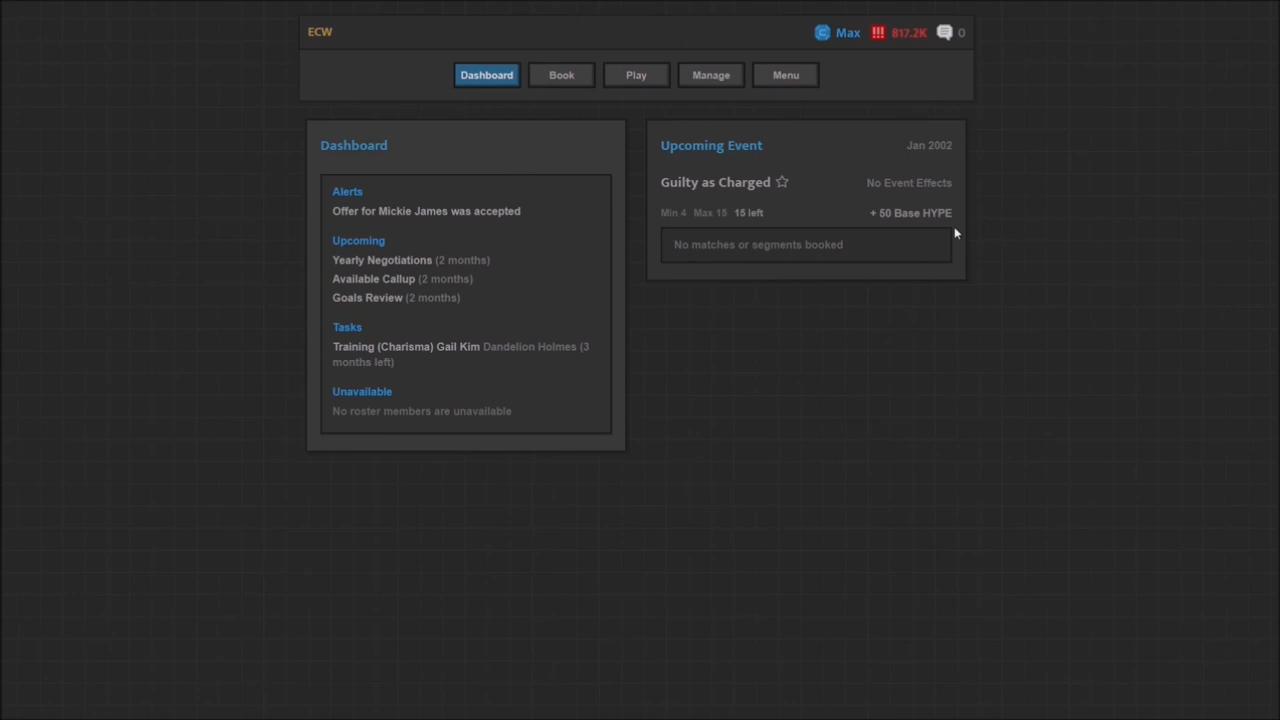 ECW
Max 817.2K 0
Dashboard Book Play Manage Menu
Dashboard
Alerts
Offer for Mickie James was accepted
Upcoming
Yearly Negotiations (2 months)
Available Callup (2 months)
Goals Review (2 months)
Tasks
Training (Charisma) Gail Kim Dandelion Holmes (3
months left)
Unavailable
No roster members are unavailable
Upcoming Event Jan 2002
Guilty as Charged No Event Effects
Min 4 Max 15 15 left + 50 Base HYPE
No matches or segments booked